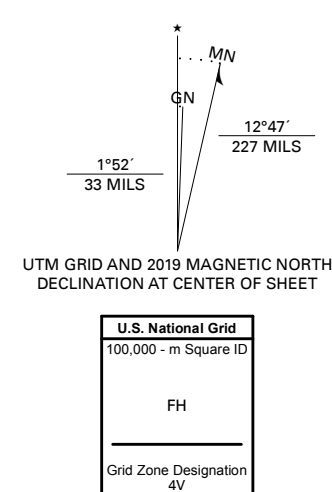 ★
MN
GN
12°47´
227 MILS
1°52´
33 MILS
UTM GRID AND 2019 MAGNETIC NORTH
DECLINATION AT CENTER OF SHEET
U.S. National Grid
100,000 - m Square ID
FH
Grid Zone Designation
4V